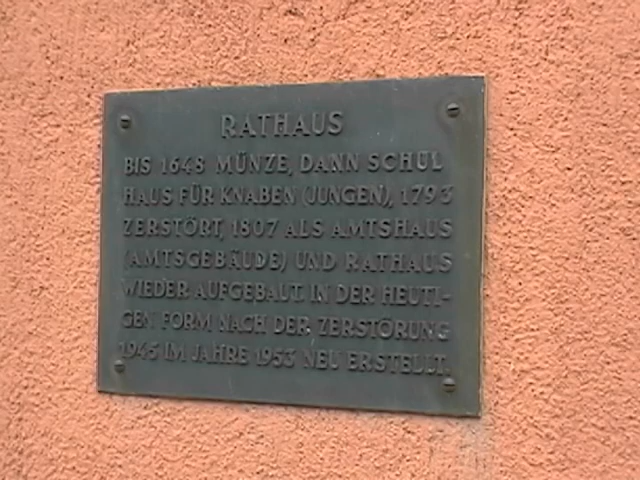 RATHAUS
BIS 1648 MÜNZE, DANN SCHUL
HAUS FÜR KNABEN (JUNGEN), 1793
ZERSTÖRT, 1807 ALS AMTSHAUS
(AMTSGEBÄUDE) UND RATHAUS
WIEDER AUFGEBAUT. IN DER HEUTI-
GEN FORM NACH DER ZERSTÖRUNG
1945 IM JAHRE 1953 NEU ERSTELLT.